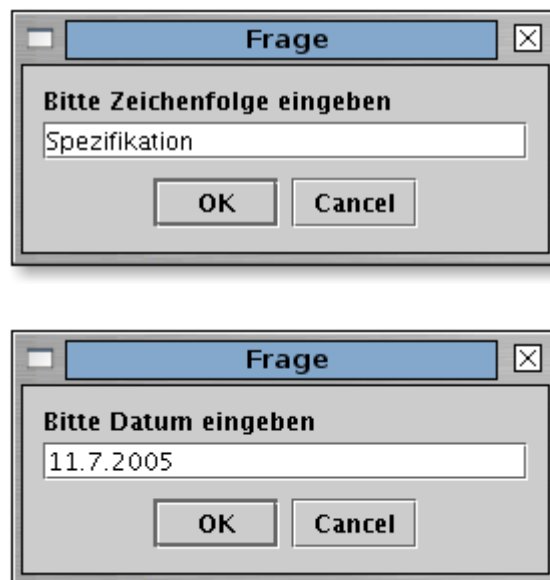 Frage
Bitte Zeichenfolge eingeben
Spezifikation
OK Cancel
Frage
Bitte Datum eingeben
11.7.2005
OK Cancel